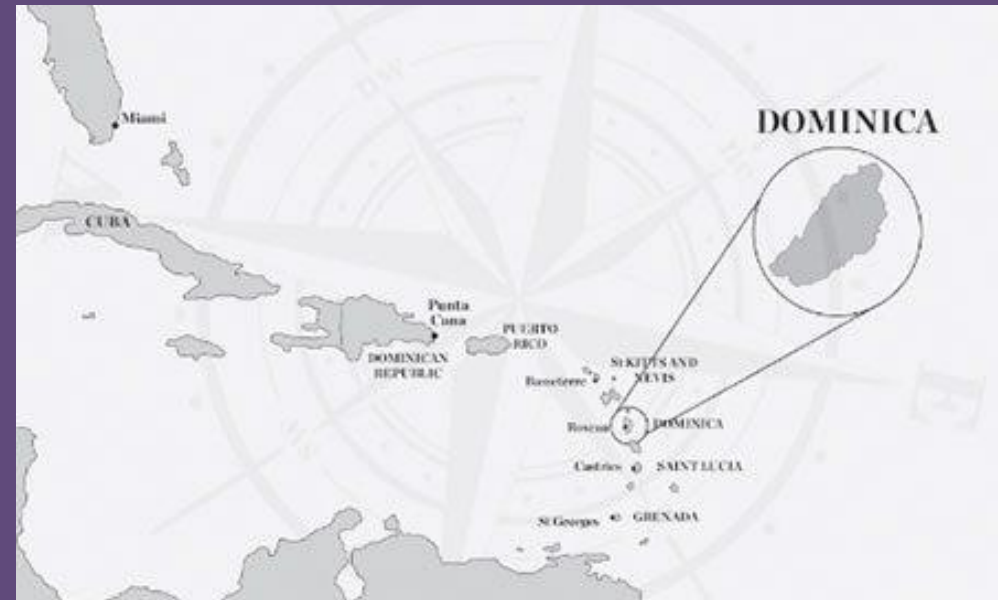 Miami
DOMINICA
CUBA
Punta
Cana
PUERTO
RICO
DOMINICAN
REPUBLIC
St KITTS AND
NEVIS
Basseterre
Roseau
DOMINICA
Castries
SAINT LUCIA
St Georges
GRENADA
E